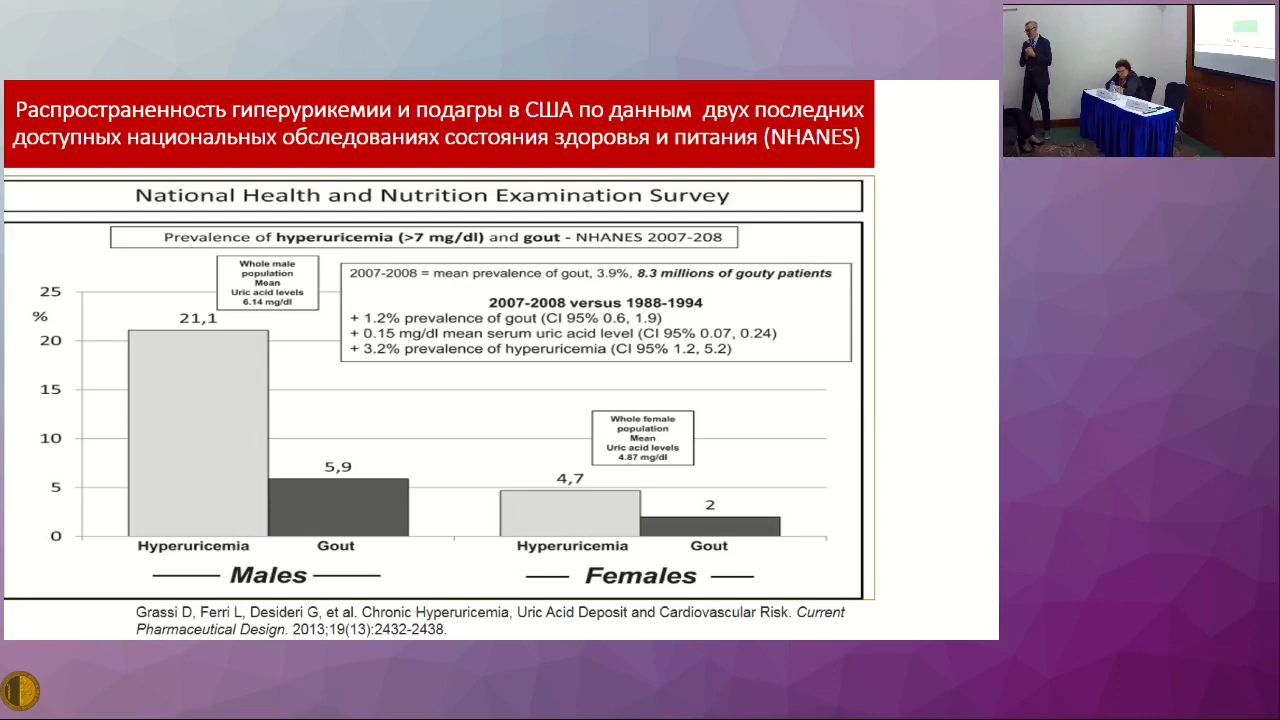 Распространенность гиперурикемии и подагры в США по данным двух последних
доступных национальных обследованиях состояния здоровья и питания (NHANES)
National Health and Nutrition Examination Survey
Prevalence of hyperuricemia (>7 mg/dl) and gout - NHANES 2007-208
Whole male
population
Mean
Uric acid levels
6.14 mg/dl
2007-2008 = mean prevalence of gout, 3.9%, 8.3 millions of gouty patients
2007-2008 versus 1988-1994
+ 1.2% prevalence of gout (CI 95% 0.6, 1.9)
+ 0.15 mg/dl mean serum uric acid level (CI 95% 0.07, 0.24)
+ 3.2% prevalence of hyperuricemia (CI 95% 1.2, 5.2)
25
%
20
15
10
5
0
21,1
5,9
Whole female
population
Mean
Uric acid levels
4.87 mg/dl
4,7
2
Hyperuricemia Gout Hyperuricemia Gout
Males Females
Grassi D, Ferri L, Desideri G, et al. Chronic Hyperuricemia, Uric Acid Deposit and Cardiovascular Risk. Current
Pharmaceutical Design. 2013;19(13):2432-2438.